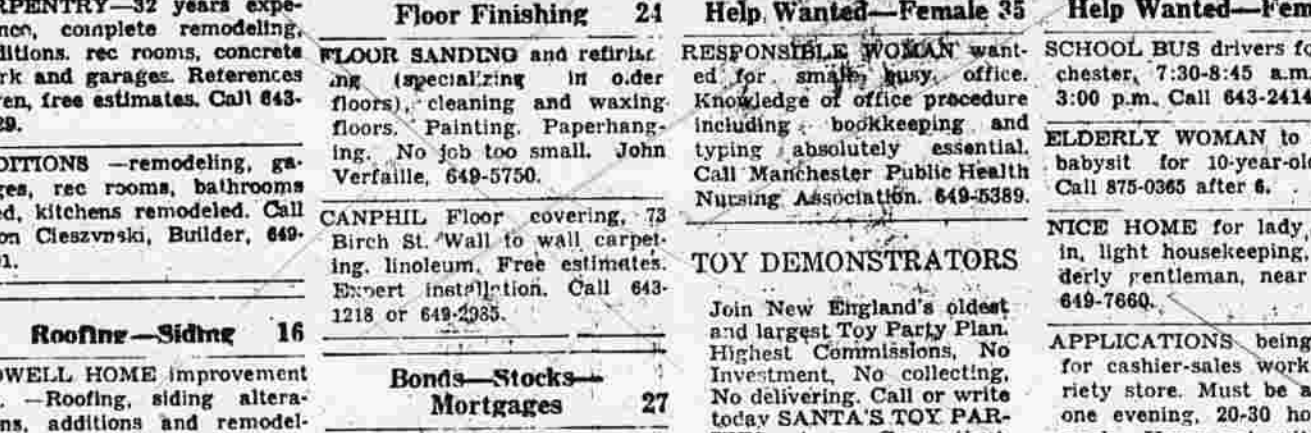 RPENTRY—32 years expe-
complete remodeling,
ditions. rec rooms, concrete
rk and garages. References
ven, free estimates. Call 643-
29.
DITIONS —remodeling, ga-
ges, rec rooms, bathrooms
ed, kitchens remodeled. Call
on Cieszynski, Builder, 649-
Roofing—Siding 16
OWELL HOME improvement
—Roofing, siding altera-
ns, additions and remodel-
Floor Finishing 24
FLOOR SANDING and
ing (specializing in older
floors), cleaning and waxing
floors. Painting. Paperhang-
ing. No job too small. John
Verfaille, 649-5750.
CANPHIL Floor covering, 73
Birch St. Wall to wall carpet-
ing. linoleum. Free estimates.
Expert installation. Call 643-
1218 or 649-2985.
Bonds—Stocks—
Mortgages 27
Help Wanted—Female 35
RESPONSIBLE WOMAN want-
ed for small, busy, office.
Knowledge of office procedure
including bookkeeping and
typing absolutely essential.
Call Manchester Public Health
Nursing Association. 649-5389.
TOY DEMONSTRATORS
Join New England's oldest
and largest Toy Party Plan.
Highest Commissions, No
Investment, No collecting,
No delivering. Call or write
today SANTA'S TOY PAR-
Help Wanted—Fem
SCHOOL BUS drivers fo
chester, 7:30-8:45 a.m
3:00 p.m. Call 643-2414
ELDERLY WOMAN to
babysit for 10-year-old
Call 875-0365 after 6.
NICE HOME for lady,
in, light housekeeping,
derly gentleman, near
649-7660.
APPLICATIONS being
for cashier-sales work
riety store. Must be a
one evening, 20-30 ho